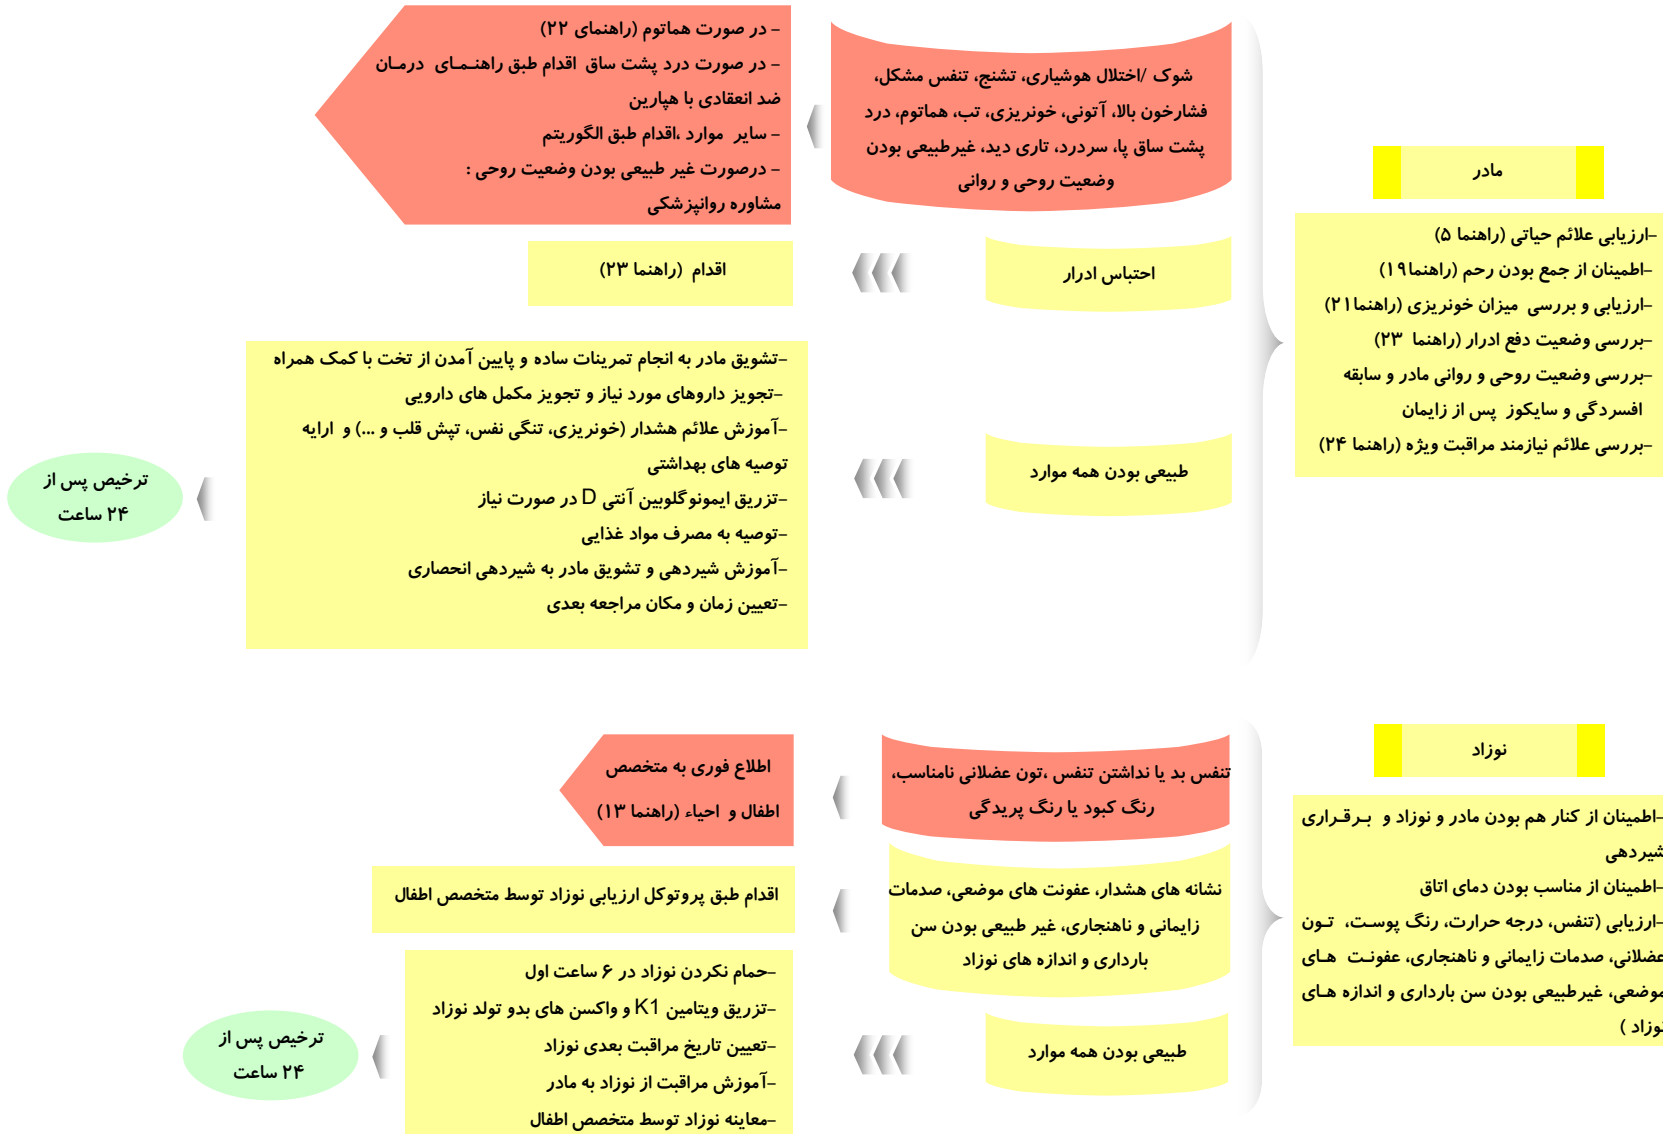 مادر
-ارزیابی علائم حیاتی (راهنما ۵)
-اطمینان از جمع بودن رحم (راهنما۱۹)
-ارزیابی و بررسی میزان خونریزی (راهنما۲۱)
-بررسی وضعیت دفع ادرار (راهنما ۲۳)
-بررسی وضعیت روحی و روانی مادر و سابقه
افسردگی و سایکوز پس از زایمان
-بررسی علائم نیازمند مراقبت ویژه (راهنما ۲۴)
شوک /اختلال هوشیاری، تشنج، تنفس مشکل،
فشارخون بالا، آتونی، خونریزی، تب، هماتوم، درد
پشت ساق پا، سردرد، تاری دید، غیرطبیعی بودن
وضعیت روحی و روانی
- در صورت هماتوم (راهنمای ۲۲)
- در صورت درد پشت ساق اقدام طبق راهنمای درمان
ضد انعقادی با هپارین
- سایر موارد ،اقدام طبق الگوریتم
- درصورت غیر طبیعی بودن وضعیت روحی :
مشاوره روانپزشکی
احتباس ادرار
اقدام (راهنما ۲۳)
طبیعی بودن همه موارد
-تشویق مادر به انجام تمرینات ساده و پایین آمدن از تخت با کمک همراه
-تجویز داروهای مورد نیاز و تجویز مکمل های دارویی
-آموزش علائم هشدار (خونریزی، تنگی نفس، تپش قلب و ...) و ارایه
توصیه های بهداشتی
-تزریق ایمونوگلوبین آنتی D در صورت نیاز
-توصیه به مصرف مواد غذایی
-آموزش شیردهی و تشویق مادر به شیردهی انحصاری
-تعیین زمان و مکان مراجعه بعدی
ترخیص پس از
۲۴ ساعت
نوزاد
-اطمینان از کنار هم بودن مادر و نوزاد و برقراری
شیردهی
-اطمینان از مناسب بودن دمای اتاق
-ارزیابی (تنفس، درجه حرارت، رنگ پوست، تون
عضلانی، صدمات زایمانی و ناهنجاری، عفونت های
موضعی، غیرطبیعی بودن سن بارداری و اندازه های
نوزاد )
تنفس بد یا نداشتن تنفس ،تون عضلانی نامناسب،
رنگ کبود یا رنگ پریدگی
اطلاع فوری به متخصص
اطفال و احیاء (راهنما ۱۳)
نشانه های هشدار، عفونت های موضعی، صدمات
زایمانی و ناهنجاری، غیر طبیعی بودن سن
بارداری و اندازه های نوزاد
اقدام طبق پروتوکل ارزیابی نوزاد توسط متخصص اطفال
طبیعی بودن همه موارد
-حمام نکردن نوزاد در ۶ ساعت اول
-تزریق ویتامین K1 و واکسن های بدو تولد نوزاد
-تعیین تاریخ مراقبت بعدی نوزاد
-آموزش مراقبت از نوزاد به مادر
-معاینه نوزاد توسط متخصص اطفال
ترخیص پس از
۲۴ ساعت